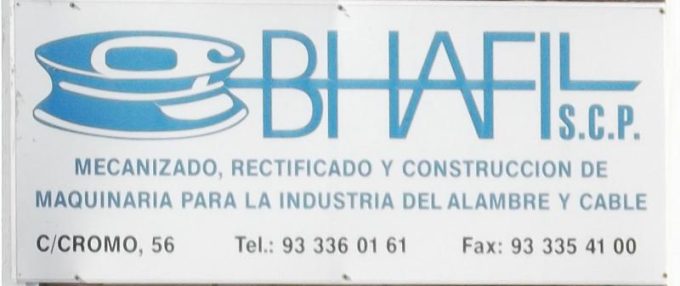 BHAFIL
S.C.P.
MECANIZADO, RECTIFICADO Y CONSTRUCCION DE
MAQUINARIA PARA LA INDUSTRIA DEL ALAMBRE Y CABLE
C/CROMO, 56 Tel.: 93 336 01 61 Fax: 93 335 41 00